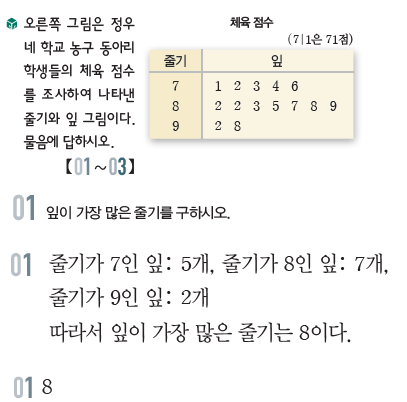 오른쪽 그림은 정우
네 학교 농구 동아리
학생들의 체육 점수
를 조사하여 나타낸
줄기와 잎 그림이다.
물음에 답하시오.
【01~03】
체육 점수
(7|1은 71점)
줄기 잎
7 1 2 3 4 6
8 2 2 3 5 7 8 9
9 2 8
01 잎이 가장 많은 줄기를 구하시오.
01 줄기가 7인 잎: 5개, 줄기가 8인 잎: 7개,
줄기가 9인 잎: 2개
따라서 잎이 가장 많은 줄기는 8이다.
01 8